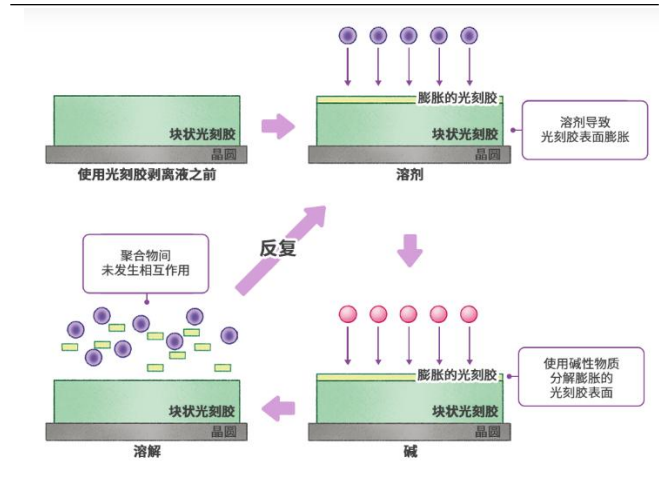 块状光刻胶
晶圆
使用光刻胶剥离液之前
膨胀的光刻胶
块状光刻胶
晶圆
溶剂
溶剂导致
光刻胶表面膨胀
反复
聚合物间
未发生相互作用
块状光刻胶
晶圆
溶解
膨胀的光刻胶
块状光刻胶
晶圆
碱
使用碱性物质
分解膨胀的
光刻胶表面